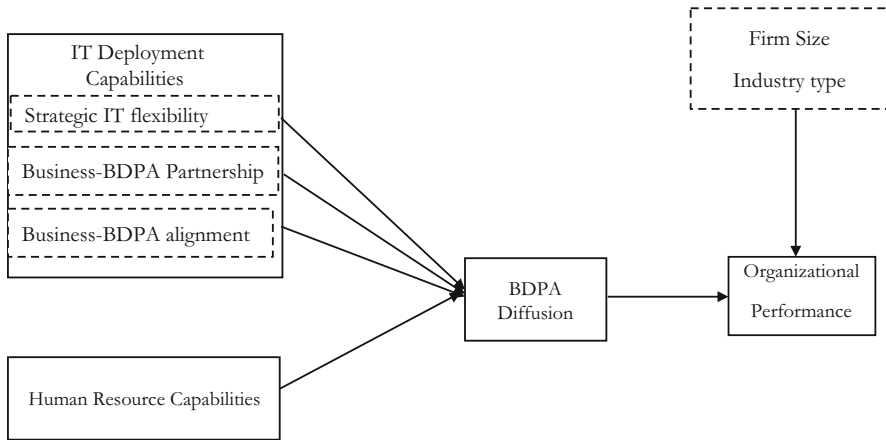 IT Deployment
Capabilities
Strategic IT flexibility
Business-BDPA Partnership
Business-BDPA alignment
Human Resource Capabilities
BDPA
Diffusion
Firm Size
Industry type
Organizational
Performance